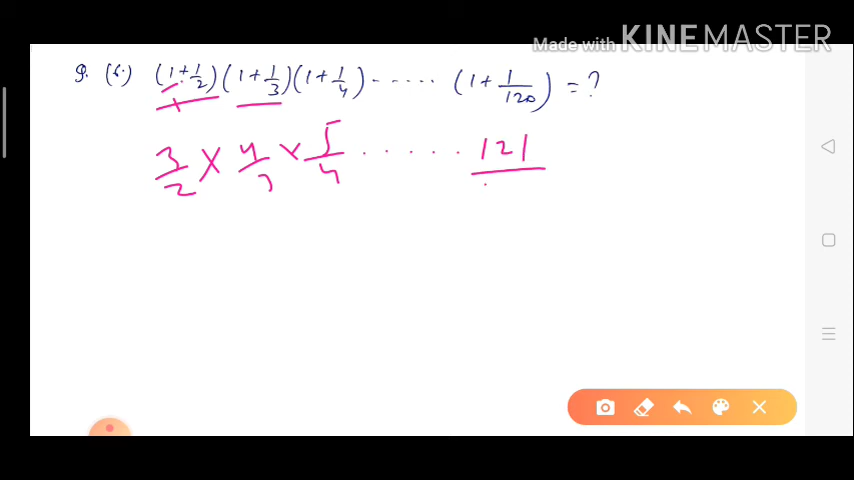 Made with KINEMASTER
Q. (6.) (1+1/2)(1+1/3)(1+1/4)-----(1+1/120) = ?
3/2 × 4/3 × 5/4 ...... 121